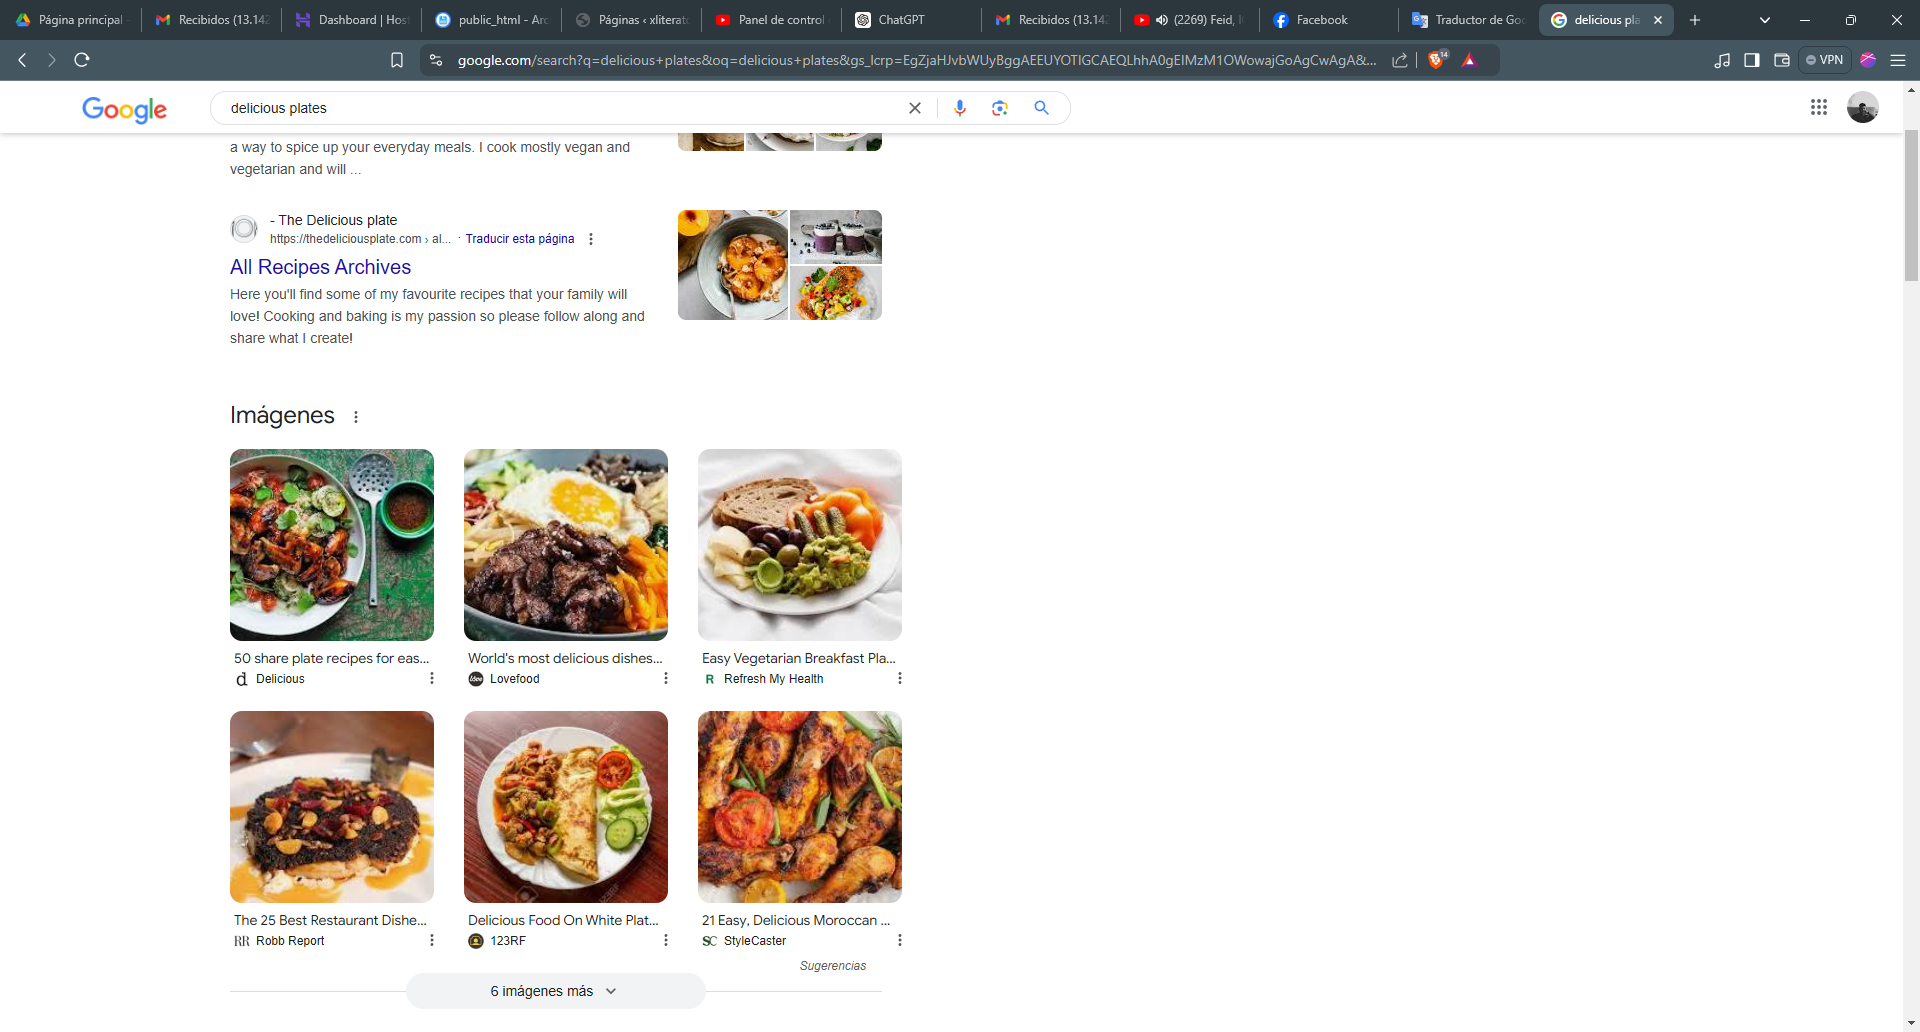 Página principal
Recibidos (13.142
Dashboard | Host
public_html - Arc
Páginas ‹ xliterato
Panel de control
ChatGPT
Recibidos (13.142
(2269) Feid,
Facebook
Traductor de Goo
delicious pla
google.com/search?q=delicious+plates&oq=delicious+plates&gs_lcrp=EgZjaHJvbWUyBggAEEUYOTIGCAEQLhhA0gEIMzM1OWowajGoAgCwAgA&...
14
VPN
Google
delicious plates
a way to spice up your everyday meals. I cook mostly vegan and
vegetarian and will ...
- The Delicious plate
https://thedeliciousplate.com › al... · Traducir esta página
All Recipes Archives
Here you'll find some of my favourite recipes that your family will
love! Cooking and baking is my passion so please follow along and
share what I create!
Imágenes
50 share plate recipes for eas...
d Delicious
World's most delicious dishes...
Lovefood
Easy Vegetarian Breakfast Pla...
R Refresh My Health
The 25 Best Restaurant Dishe...
RR Robb Report
Delicious Food On White Plat...
123RF
21 Easy, Delicious Moroccan ...
SC StyleCaster
Sugerencias
6 imágenes más